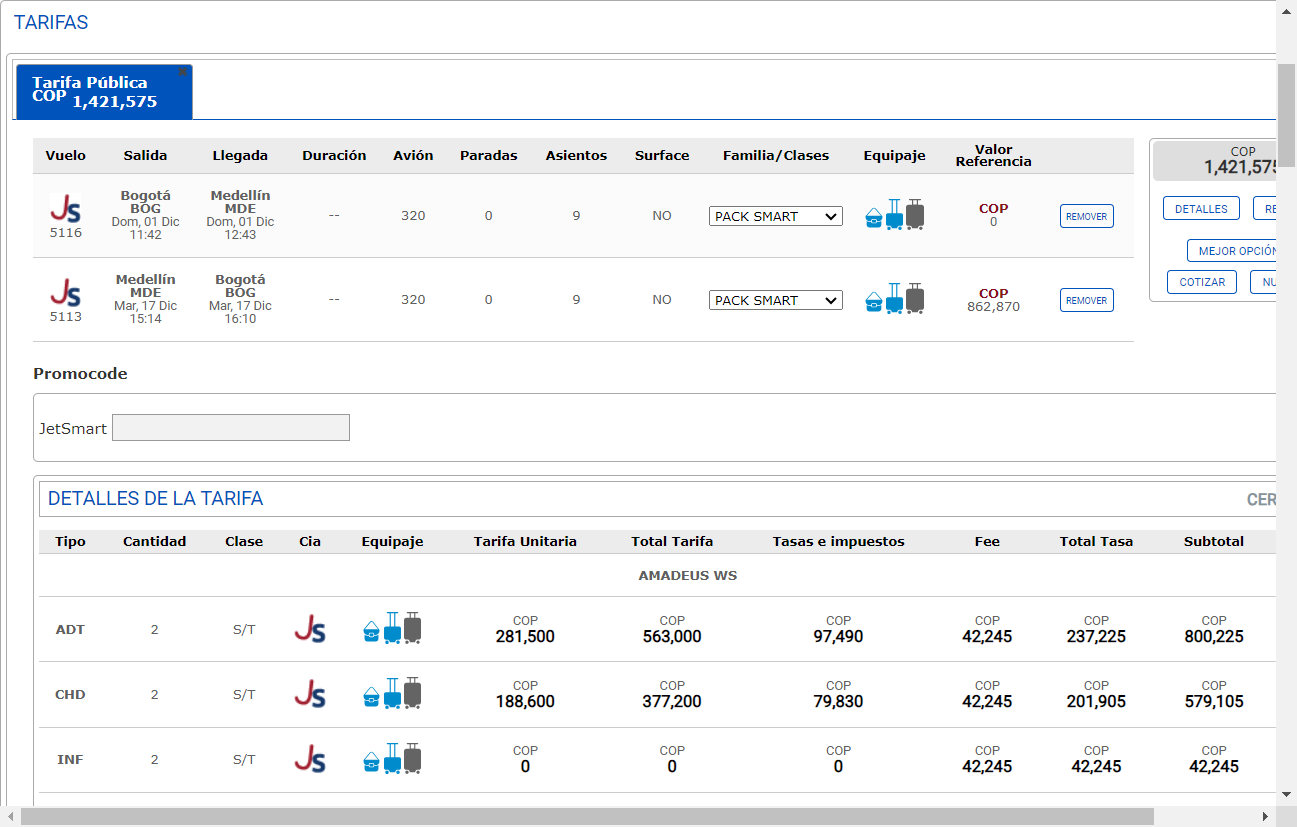 TARIFAS
Tarifa Pública
COP 1,421,575
Vuelo Salida Llegada Duración Avión Paradas Asientos Surface Familia/Clases Equipaje Valor Referencia
JS
5116
Bogotá
BOG
Dom, 01 Dic
11:42
Medellín
MDE
Dom, 01 Dic
12:43
-- 320 0 9 NO PACK SMART
COP
0
REMOVER
JS
5113
Medellín
MDE
Mar, 17 Dic
15:14
Bogotá
BOG
Mar, 17 Dic
16:10
-- 320 0 9 NO PACK SMART
COP
862,870
REMOVER
COP
1,421,575
DETALLES RE
MEJOR OPCIÓN
COTIZAR NU
Promocode
JetSmart
DETALLES DE LA TARIFA CER
Tipo Cantidad Clase Cia Equipaje Tarifa Unitaria Total Tarifa Tasas e impuestos Fee Total Tasa Subtotal
AMADEUS WS
ADT 2 S/T JS COP 281,500 COP 563,000 COP 97,490 COP 42,245 COP 237,225 COP 800,225
CHD 2 S/T JS COP 188,600 COP 377,200 COP 79,830 COP 42,245 COP 201,905 COP 579,105
INF 2 S/T JS COP 0 COP 0 COP 0 COP 42,245 COP 42,245 COP 42,245